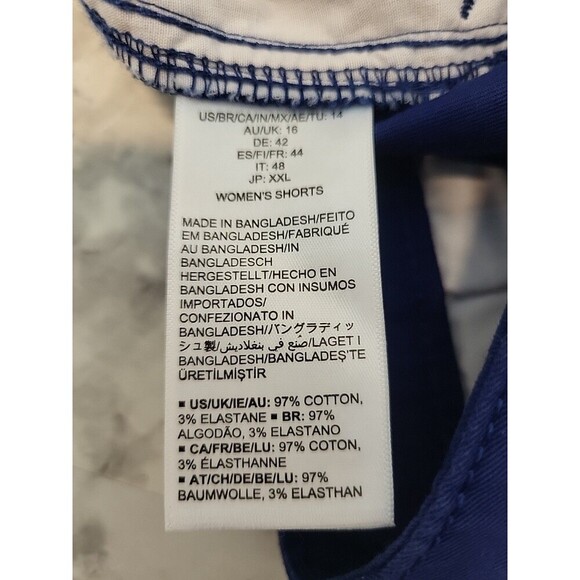 US/BR/CA/IN/MX/AE/TU: 14
AU/UK: 16
DE: 42
ES/FI/FR: 44
IT: 48
JP: XXL
WOMEN'S SHORTS
MADE IN BANGLADESH/FEITO
EM BANGLADESH/FABRIQUÉ
AU BANGLADESH/IN
BANGLADESCH
HERGESTELLT/HECHO EN
BANGLADESH CON INSUMOS
IMPORTADOS/
CONFEZIONATO IN
BANGLADESH/バングラディッ
シュ製/صُنع في بنغلاديش/LAGET I
BANGLADESH/BANGLADEŞ'TE
ÜRETİLMİŞTİR
▪ US/UK/IE/AU: 97% COTTON,
3% ELASTANE ▪ BR: 97%
ALGODÃO, 3% ELASTANO
▪ CA/FR/BE/LU: 97% COTON,
3% ÉLASTHANNE
▪ AT/CH/DE/BE/LU: 97%
BAUMWOLLE, 3% ELASTHAN